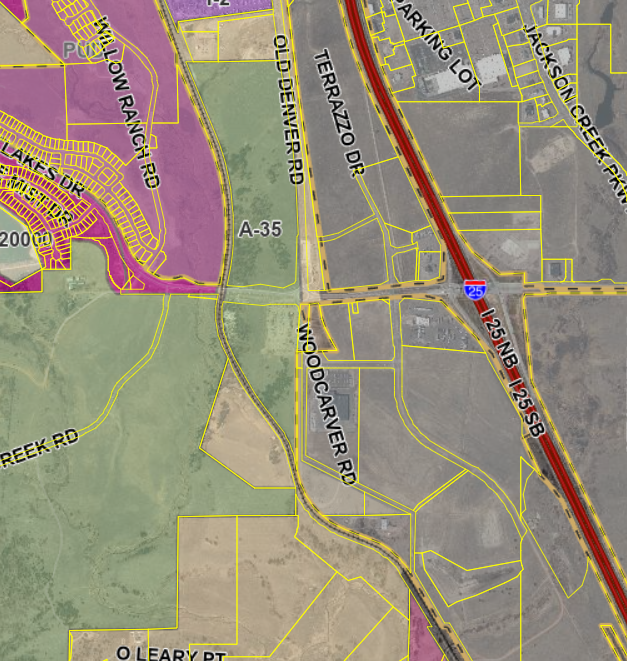 I-2
PARKING LOT
JACKSON CREEK PKWY
PUD
WILLOW RANCH RD
OLD DENVER RD
TERRAZZO DR
LAKES DR
20000
A-35
25
I 25 NB
I 25 SB
WOODCARVER RD
REEK RD
O LEARY PT